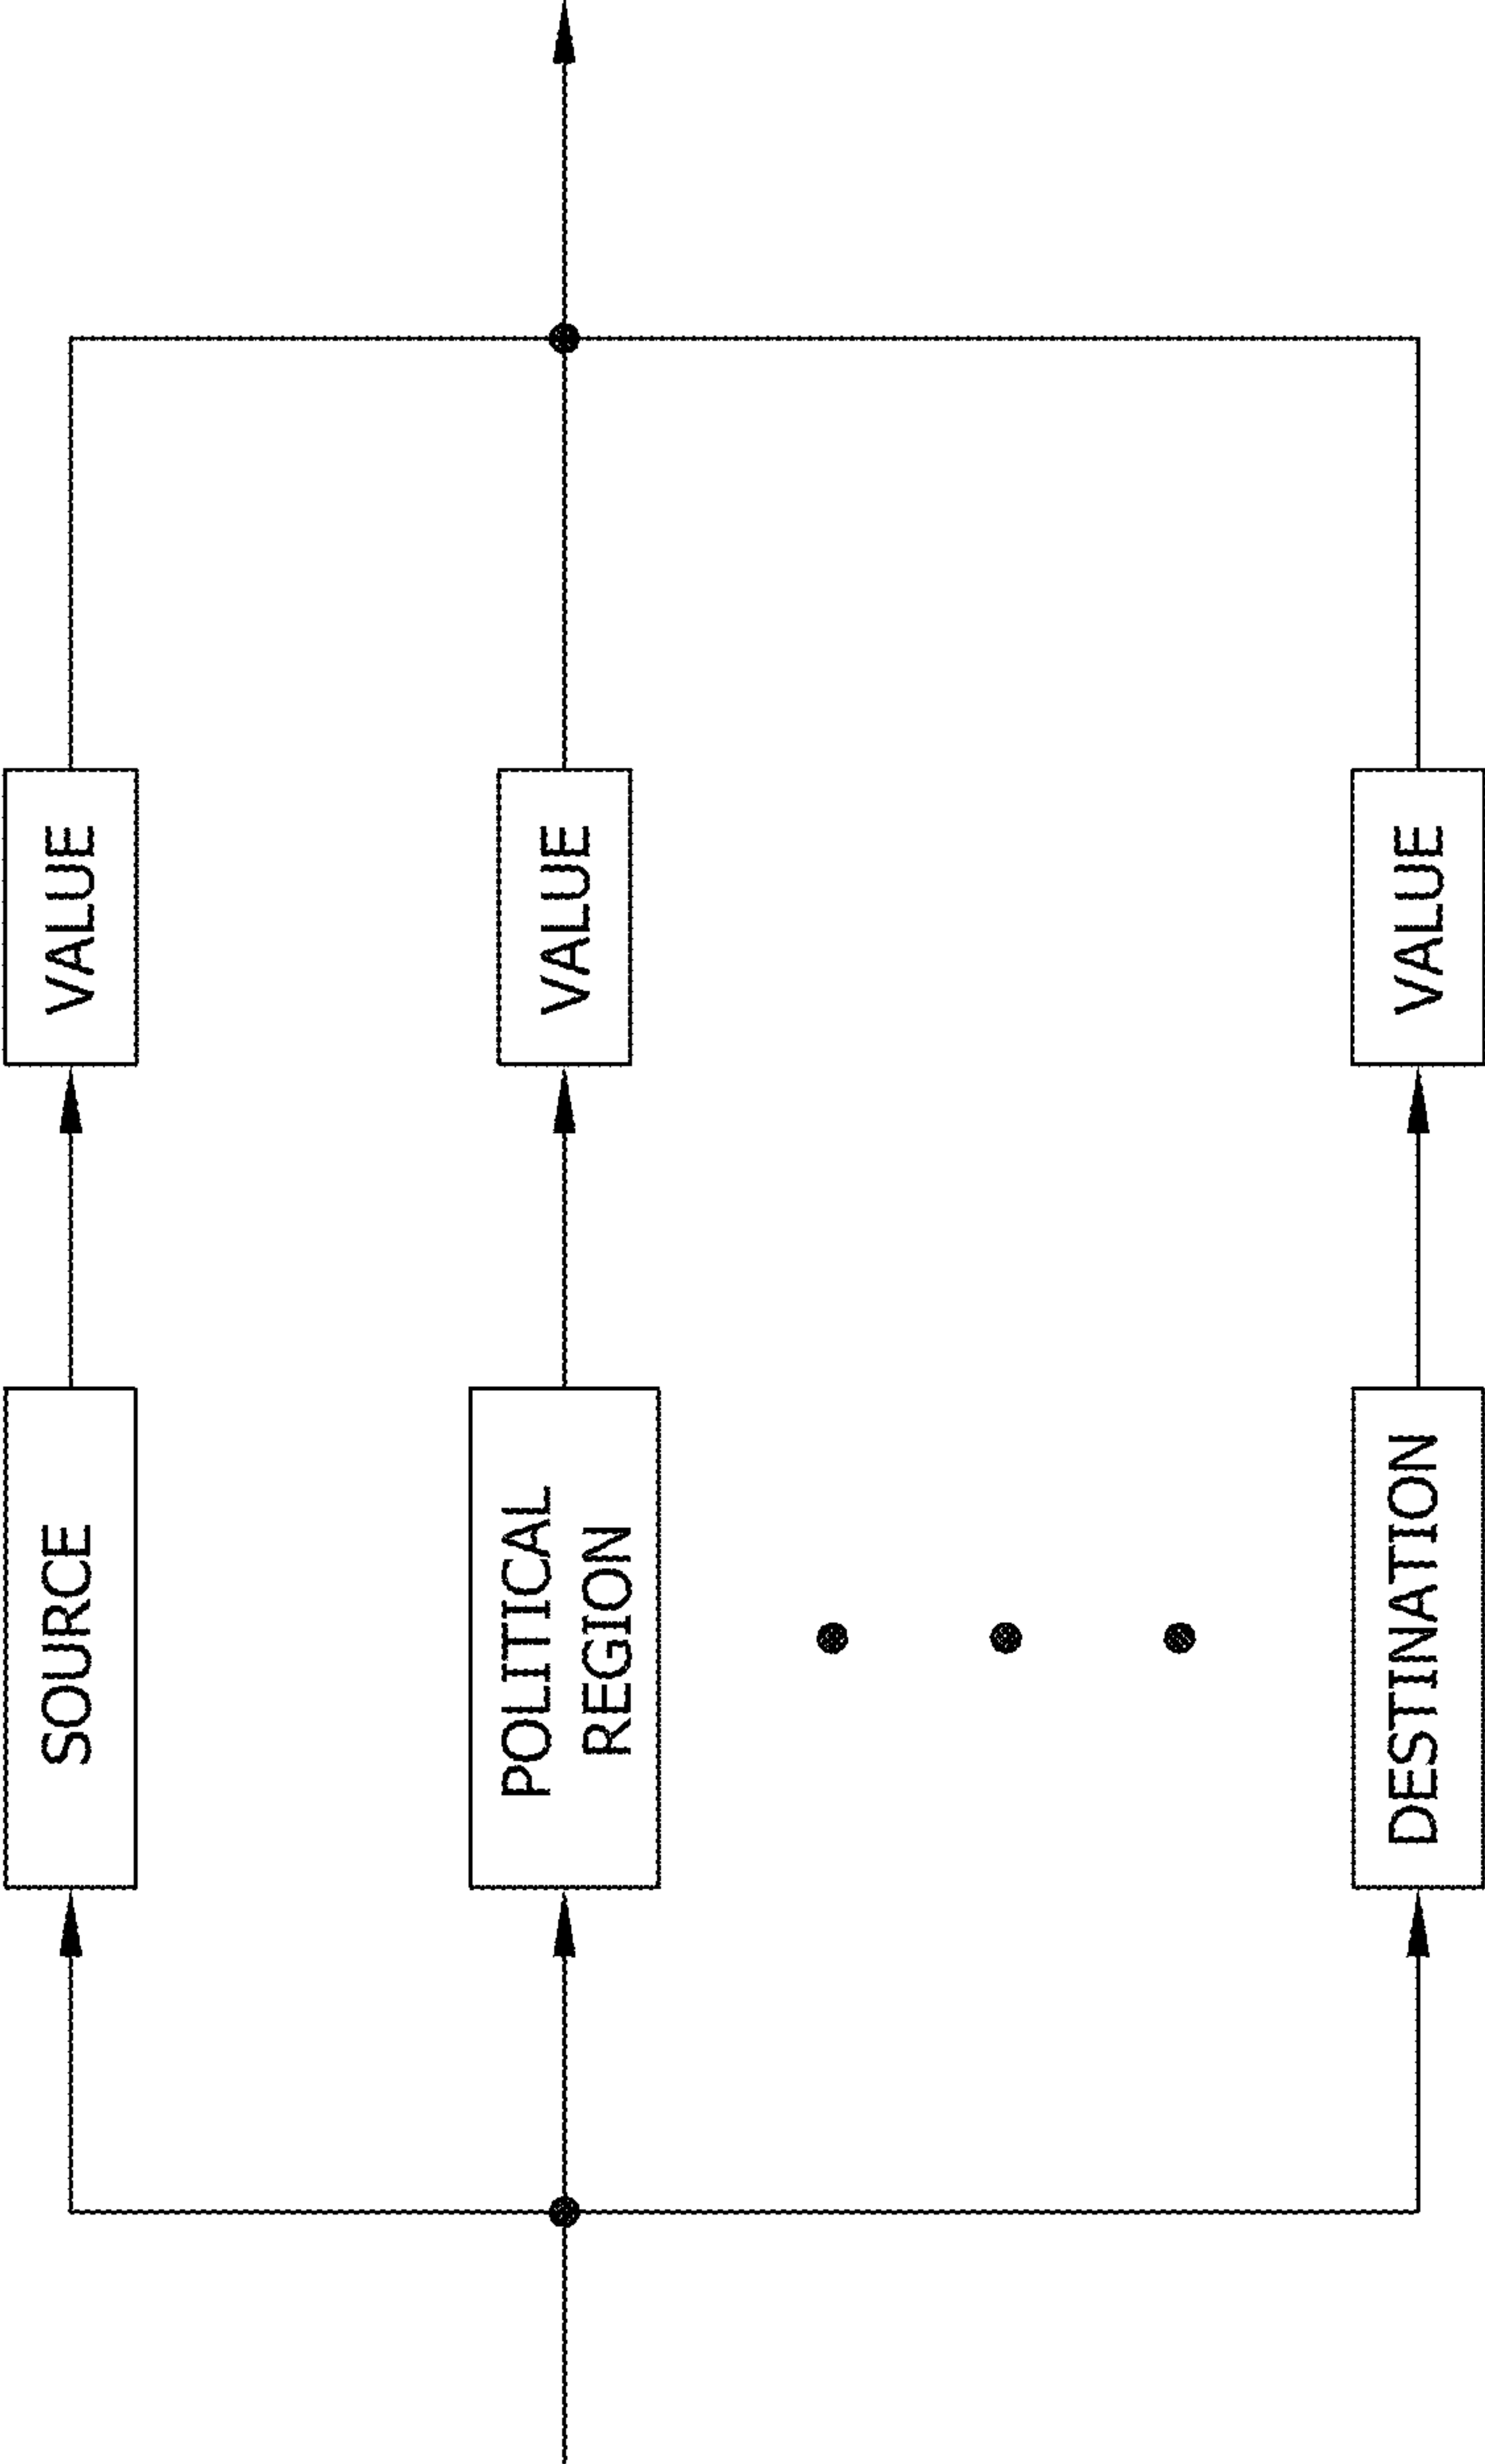 SOURCE
VALUE
POLITICAL
REGION
VALUE
DESTINATION
VALUE